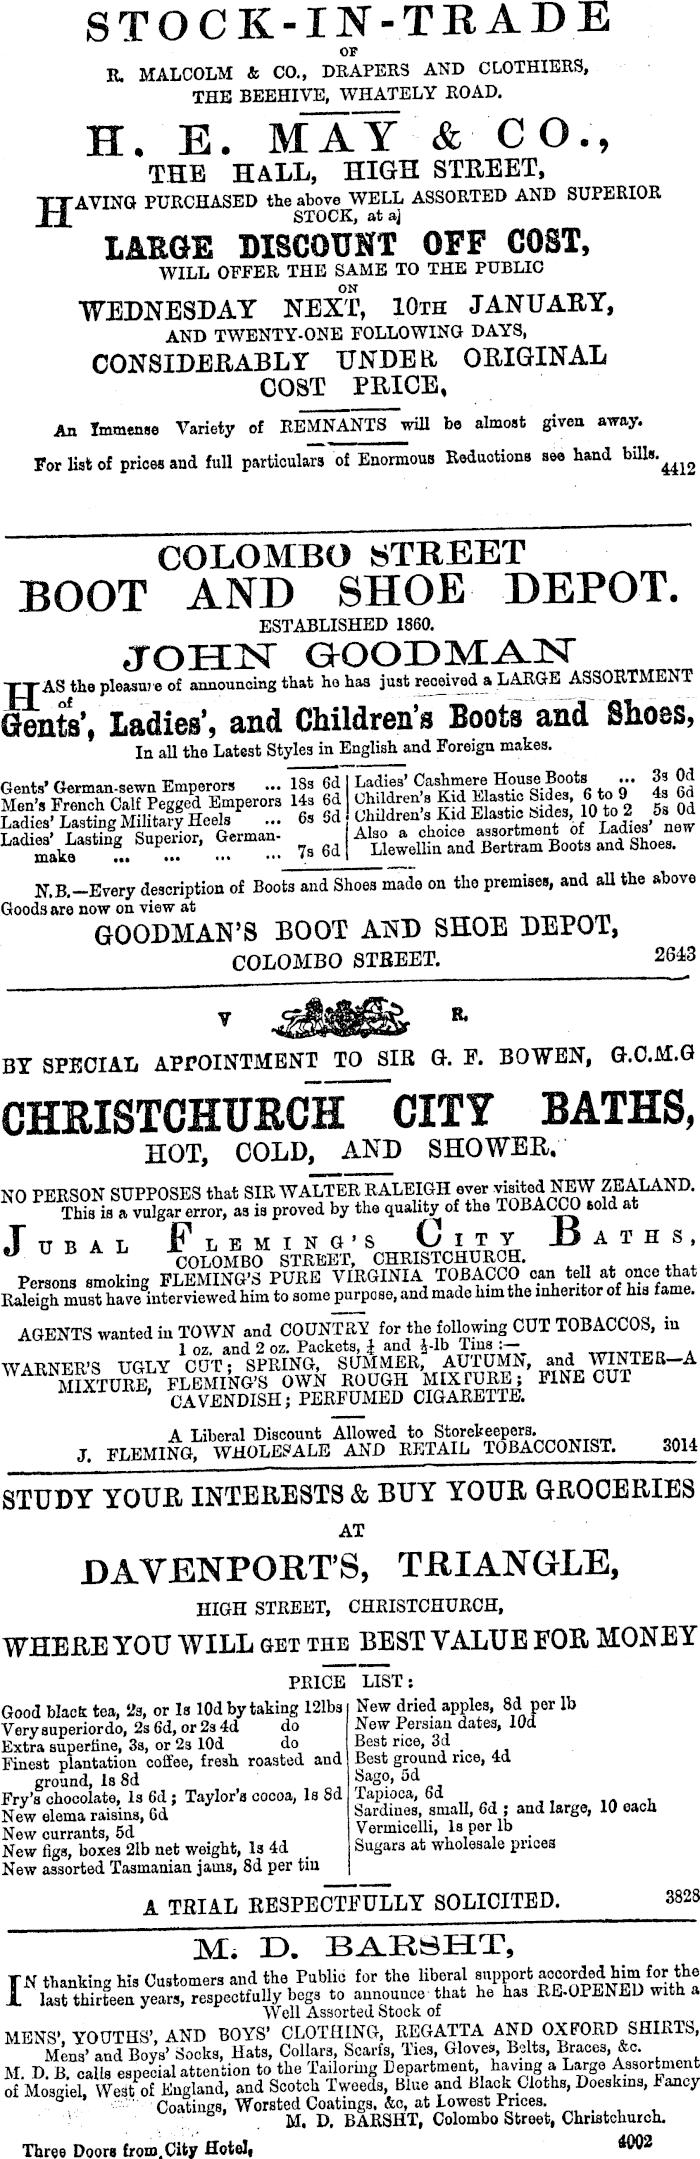 STOCK-IN-TRADE
OF
R. MALCOLM & CO., DRAPERS AND CLOTHIERS,
THE BEEHIVE, WHATELY ROAD.
H. E. MAY & CO.,
THE HALL, HIGH STREET,
HAVING PURCHASED the above WELL ASSORTED AND SUPERIOR
STOCK, at a
LARGE DISCOUNT OFF COST,
WILL OFFER THE SAME TO THE PUBLIC
ON
WEDNESDAY NEXT, 10TH JANUARY,
AND TWENTY-ONE FOLLOWING DAYS,
CONSIDERABLY UNDER ORIGINAL
COST PRICE,
An Immense Variety of REMNANTS will be almost given away.
For list of prices and full particulars of Enormous Reductions see hand bills.
4412
COLOMBO STREET
BOOT AND SHOE DEPOT.
ESTABLISHED 1860.
JOHN GOODMAN
HAS the pleasure of announcing that he has just received a LARGE ASSORTMENT
of
Gents', Ladies', and Children's Boots and Shoes,
In all the Latest Styles in English and Foreign makes.
Gents' German-sewn Emperors ... 18s 6d
Men's French Calf Pegged Emperors 14s 6d
Ladies' Lasting Military Heels ... 6s 6d
Ladies' Lasting Superior, German-
make ... ... ... ... 7s 6d
Ladies' Cashmere House Boots ... 3s 0d
Children's Kid Elastic Sides, 6 to 9 4s 6d
Children's Kid Elastic Sides, 10 to 2 5s 0d
Also a choice assortment of Ladies' new
Llewellin and Bertram Boots and Shoes.
N.B.—Every description of Boots and Shoes made on the premises, and all the above
Goods are now on view at
GOODMAN'S BOOT AND SHOE DEPOT,
COLOMBO STREET. 2643
V R.
BY SPECIAL APPOINTMENT TO SIR G. F. BOWEN, G.C.M.G
CHRISTCHURCH CITY BATHS,
HOT, COLD, AND SHOWER.
NO PERSON SUPPOSES that SIR WALTER RALEIGH ever visited NEW ZEALAND.
This is a vulgar error, as is proved by the quality of the TOBACCO sold at
JUBAL FLEMING'S CITY BATHS,
COLOMBO STREET, CHRISTCHURCH.
Persons smoking FLEMING'S PURE VIRGINIA TOBACCO can tell at once that
Raleigh must have interviewed him to some purpose, and made him the inheritor of his fame.
AGENTS wanted in TOWN and COUNTRY for the following CUT TOBACCOS, in
1 oz. and 2 oz. Packets, ¼ and ½-lb Tins :—
WARNER'S UGLY CUT; SPRING, SUMMER, AUTUMN, and WINTER—A
MIXTURE, FLEMING'S OWN ROUGH MIXTURE; FINE CUT
CAVENDISH; PERFUMED CIGARETTE.
A Liberal Discount Allowed to Storekeepers.
J. FLEMING, WHOLESALE AND RETAIL TOBACCONIST. 3014
STUDY YOUR INTERESTS & BUY YOUR GROCERIES
AT
DAVENPORT'S, TRIANGLE,
HIGH STREET, CHRISTCHURCH,
WHERE YOU WILL GET THE BEST VALUE FOR MONEY
PRICE LIST:
Good black tea, 2s, or 1s 10d by taking 12lbs
Very superior do, 2s 6d, or 2s 4d do
Extra superfine, 3s, or 2s 10d do
Finest plantation coffee, fresh roasted and
ground, 1s 8d
Fry's chocolate, 1s 6d; Taylor's cocoa, 1s 8d
New elema raisins, 6d
New currants, 5d
New figs, boxes 2lb net weight, 1s 4d
New assorted Tasmanian jams, 8d per tin
New dried apples, 8d per lb
New Persian dates, 10d
Best rice, 3d
Best ground rice, 4d
Sago, 5d
Tapioca, 6d
Sardines, small, 6d; and large, 10 each
Vermicelli, 1s per lb
Sugars at wholesale prices
A TRIAL RESPECTFULLY SOLICITED. 3828
M. D. BARSHT,
IN thanking his Customers and the Public for the liberal support accorded him for the
last thirteen years, respectfully begs to announce that he has RE-OPENED with a
Well Assorted Stock of
MENS', YOUTHS', AND BOYS' CLOTHING, REGATTA AND OXFORD SHIRTS,
Mens' and Boys' Socks, Hats, Collars, Scarfs, Ties, Gloves, Belts, Braces, &c.
M. D. B. calls especial attention to the Tailoring Department, having a Large Assortment
of Mosgiel, West of England, and Scotch Tweeds, Blue and Black Cloths, Doeskins, Fancy
Coatings, Worsted Coatings, &c, at Lowest Prices.
M. D. BARSHT, Colombo Street, Christchurch.
Three Doors from City Hotel, 4002